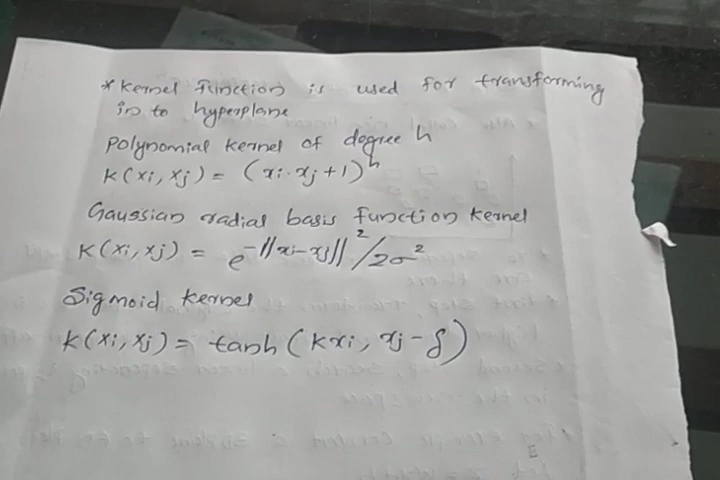 * kernel function is used for transforming
in to hyperplane
polynomial kernel of degree h
K(xi, xj) = (xi. xj +1)^h
Gaussian radial basis function kernel
K(xi, xj) = e^-||xi-xj||^2/2σ^2
Sigmoid kernel
K(xi, xj) = tanh(kxi, xj - δ)